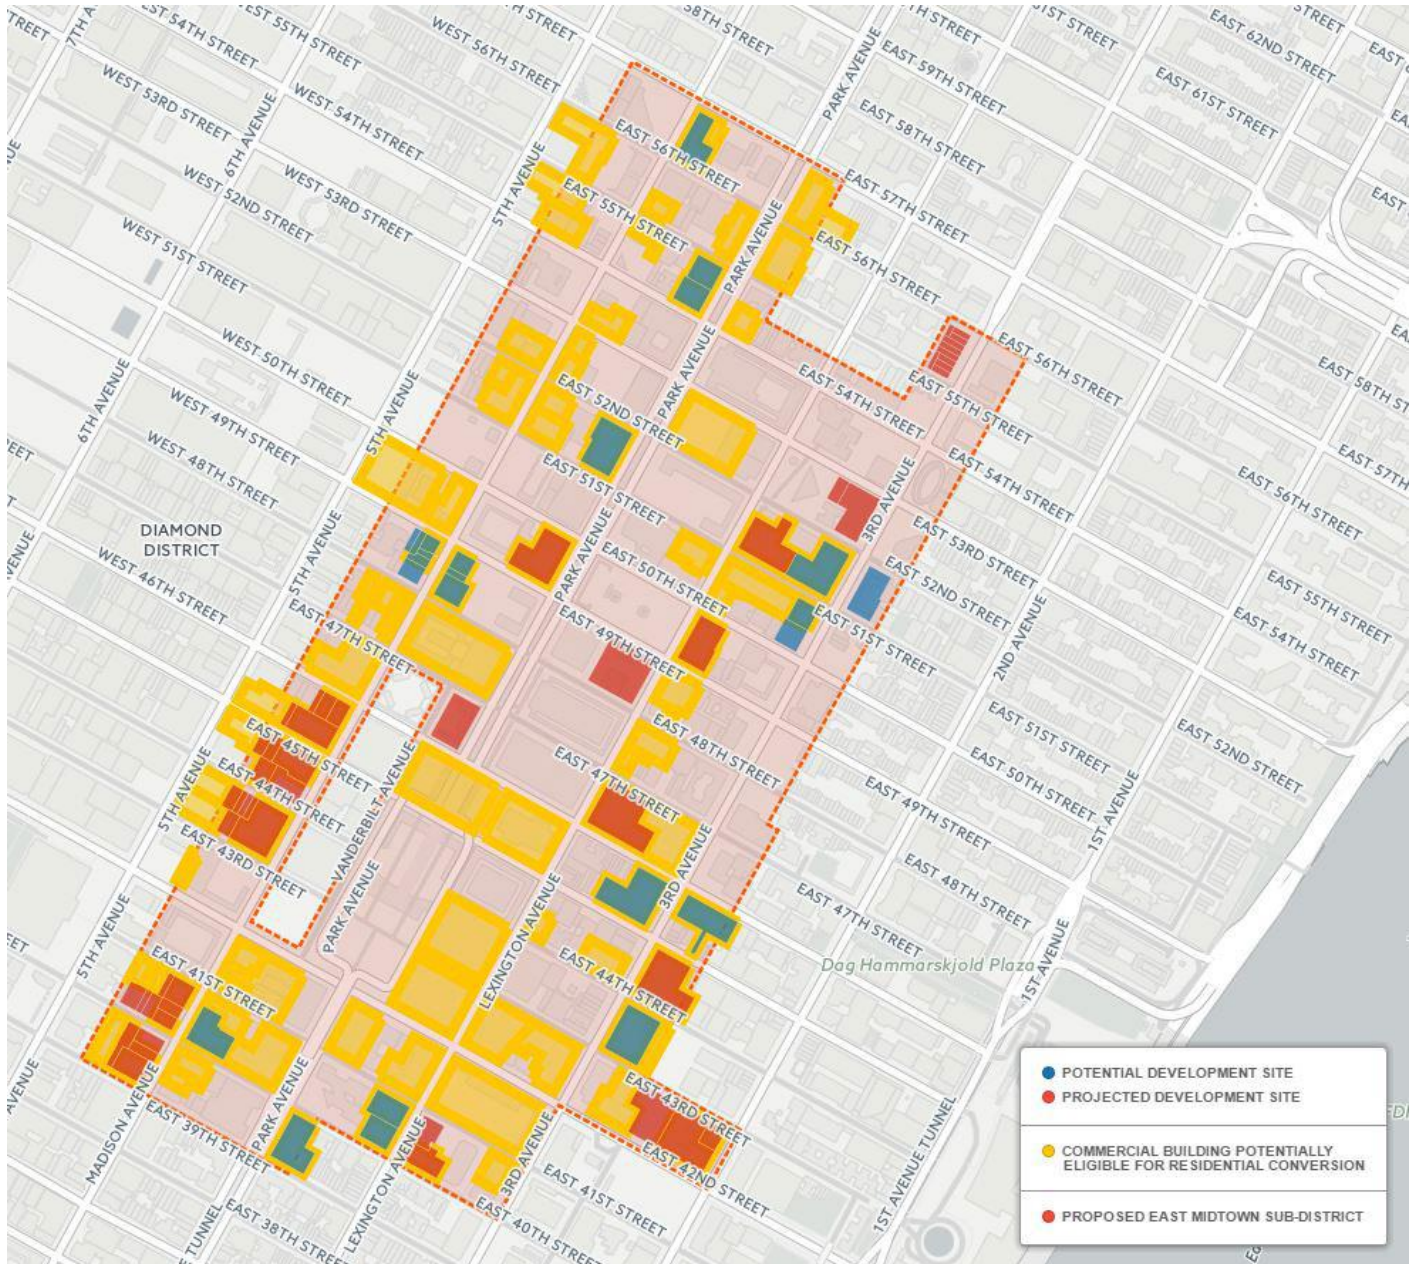 WEST 54TH STREET
WEST 55TH STREET
WEST 56TH STREET
58TH STREET
PARK AVENUE
EAST 59TH STREET
EAST 62ND STREET
WEST 53RD STREET
WEST 54TH STREET
6TH AVENUE
EAST 58TH STREET
EAST 61ST STREET
WEST 52ND STREET
WEST 53RD STREET
5TH AVENUE
EAST 56TH STREET
EAST 57TH STREET
WEST 51ST STREET
EAST 55TH STREET
PARK AVENUE
EAST 56TH STREET
WEST 50TH STREET
6TH AVENUE
5TH AVENUE
PARK AVENUE
EAST 54TH STREET
EAST 55TH STREET
EAST 56TH STREET
EAST 58TH ST
WEST 49TH STREET
WEST 48TH STREET
EAST 52ND STREET
EAST 51ST STREET
3RD AVENUE
EAST 54TH STREET
EAST 56TH STREET
EAST 57TH
DIAMOND
DISTRICT
WEST 46TH STREET
5TH AVENUE
PARK AVENUE
EAST 50TH STREET
EAST 53RD STREET
EAST 52ND STREET
EAST 55TH STREET
EAST 54TH STREET
EAST 47TH STREET
EAST 49TH STREET
EAST 51ST STREET
2ND AVENUE
EAST 45TH STREET
EAST 44TH STREET
EAST 43RD STREET
5TH AVENUE
VANDERBILT AVENUE
PARK AVENUE
EAST 48TH STREET
EAST 47TH STREET
EAST 51ST STREET
EAST 50TH STREET
EAST 52ND STREET
EAST 49TH STREET
EAST 48TH STREET
1ST AVENUE
3RD AVENUE
EAST 47TH STREET
5TH AVENUE
EAST 41ST STREET
LEXINGTON AVENUE
EAST 44TH STREET
Dag Hammarskjold Plaza
1ST AVENUE
MADISON AVENUE
EAST 39TH STREET
PARK AVENUE
LEXINGTON AVENUE
3RD AVENUE
EAST 43RD STREET
EAST 42ND STREET
EAST 41ST STREET
EAST 40TH STREET
EAST 38TH STREET
TUNNEL
1ST AVENUE TUNNEL
POTENTIAL DEVELOPMENT SITE
PROJECTED DEVELOPMENT SITE
COMMERCIAL BUILDING POTENTIALLY
ELIGIBLE FOR RESIDENTIAL CONVERSION
PROPOSED EAST MIDTOWN SUB-DISTRICT